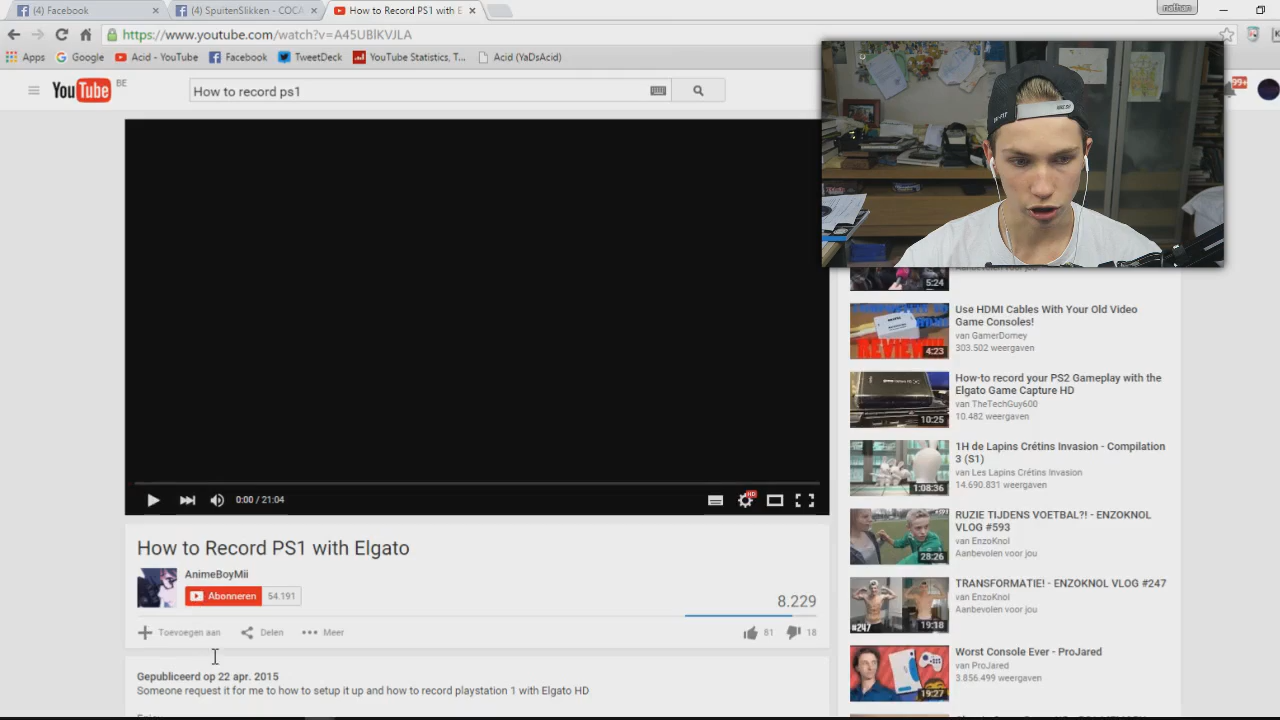 (4) Facebook
(4) SpuitenSlikken - COCA
How to Record PS1 with E
nathan
https://www.youtube.com/watch?v=A45UBlKVJLA
Apps
Google
Acid - YouTube
Facebook
TweetDeck
YouTube Statistics, T...
Acid (YaDsAcid)
YouTube BE
How to record ps1
99+
5:24
Use HDMI Cables With Your Old Video
Game Consoles!
van GamerDomey
303.502 weergaven
4:23
How-to record your PS2 Gameplay with the
Elgato Game Capture HD
van TheTechGuy600
10.482 weergaven
10:25
1H de Lapins Crétins Invasion - Compilation
3 (S1)
van Les Lapins Crétins Invasion
14.690.831 weergaven
1:08:36
RUZIE TIJDENS VOETBAL?! - ENZOKNOL
VLOG #593
van EnzoKnol
Aanbevolen voor jou
28:26
TRANSFORMATIE! - ENZOKNOL VLOG #247
van EnzoKnol
Aanbevolen voor jou
#247
19:18
Worst Console Ever - ProJared
van ProJared
3.856.499 weergaven
19:27
0:00 / 21:04
HD
How to Record PS1 with Elgato
AnimeBoyMii
Abonneren
54.191
8.229
Toevoegen aan
Delen
Meer
81
18
Gepubliceerd op 22 apr. 2015
Someone request it for me to how to setup it up and how to record playstation 1 with Elgato HD